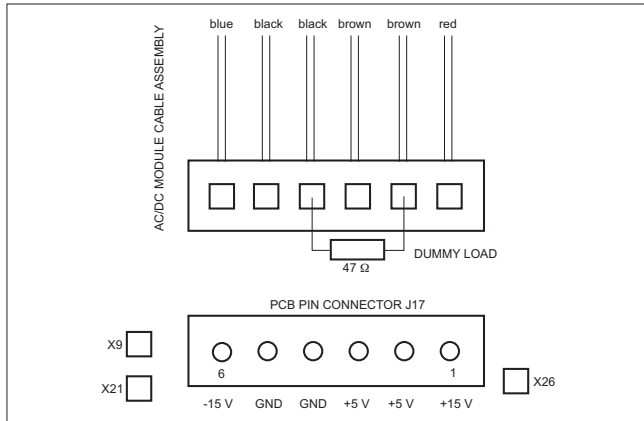 blue black black brown brown red
AC/DC MODULE CABLE ASSEMBLY
DUMMY LOAD
47 Ω
PCB PIN CONNECTOR J17
X9
6 1
X21 X26
-15 V GND GND +5 V +5 V +15 V